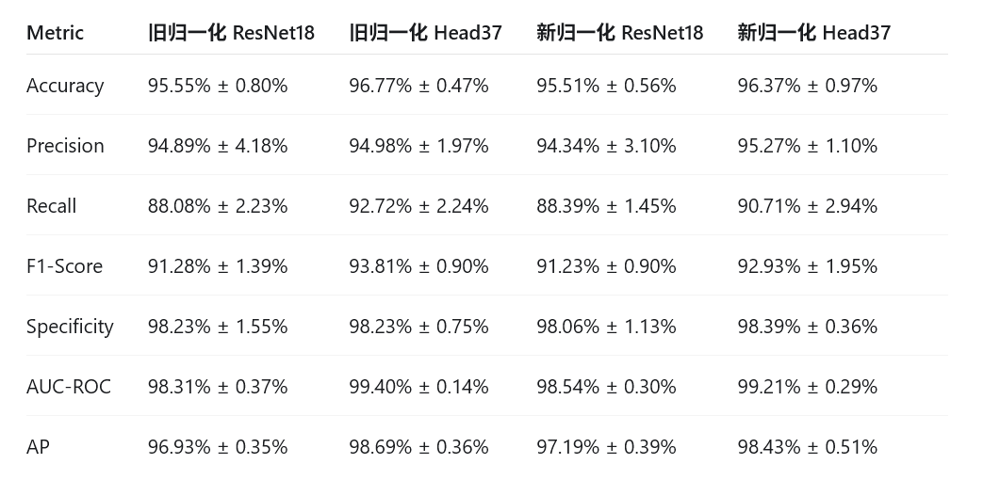 Metric 旧归一化 ResNet18 旧归一化 Head37 新归一化 ResNet18 新归一化 Head37
Accuracy 95.55% ± 0.80% 96.77% ± 0.47% 95.51% ± 0.56% 96.37% ± 0.97%
Precision 94.89% ± 4.18% 94.98% ± 1.97% 94.34% ± 3.10% 95.27% ± 1.10%
Recall 88.08% ± 2.23% 92.72% ± 2.24% 88.39% ± 1.45% 90.71% ± 2.94%
F1-Score 91.28% ± 1.39% 93.81% ± 0.90% 91.23% ± 0.90% 92.93% ± 1.95%
Specificity 98.23% ± 1.55% 98.23% ± 0.75% 98.06% ± 1.13% 98.39% ± 0.36%
AUC-ROC 98.31% ± 0.37% 99.40% ± 0.14% 98.54% ± 0.30% 99.21% ± 0.29%
AP 96.93% ± 0.35% 98.69% ± 0.36% 97.19% ± 0.39% 98.43% ± 0.51%